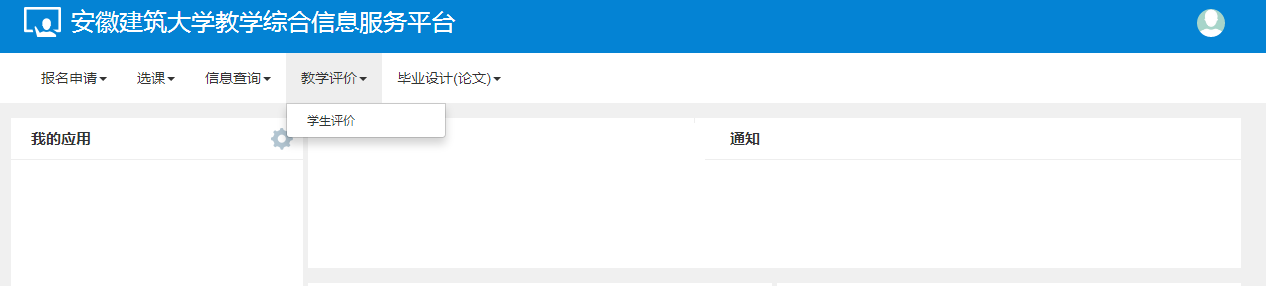 安徽建筑大学教学综合信息服务平台
报名申请 选课 信息查询 教学评价 毕业设计(论文)
学生评价
我的应用 通知